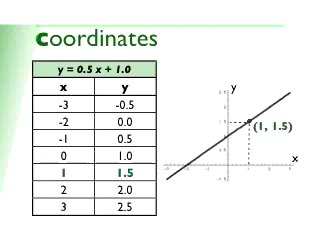 coordinates
y = 0.5 x + 1.0
x y
-3 -0.5
-2 0.0
-1 0.5
0 1.0
1 1.5
2 2.0
3 2.5
y
(1, 1.5)
x